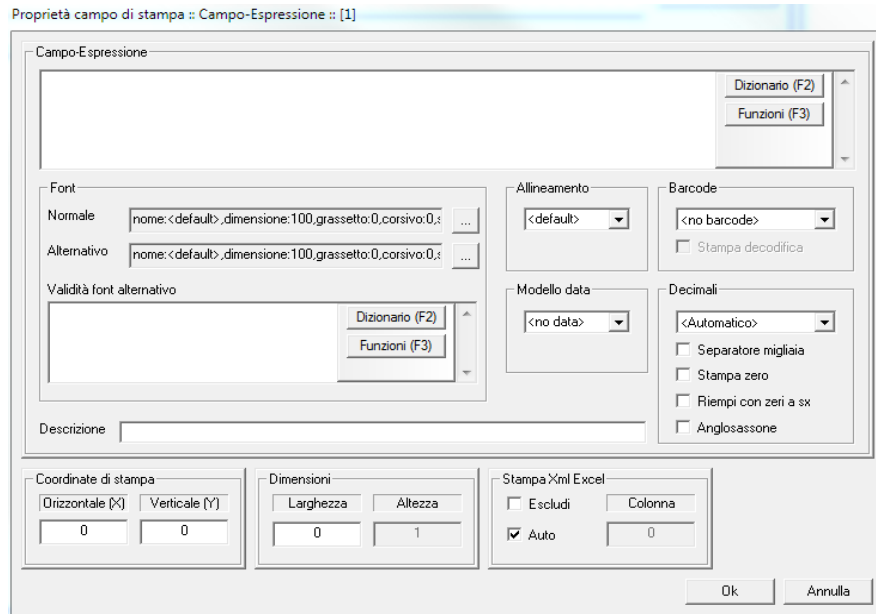 Proprietà campo di stampa :: Campo-Espressione :: [1]
Campo-Espressione
Dizionario (F2)
Funzioni (F3)
Font
Normale
nome:<default>,dimensione:100,grassetto:0,corsivo:0,s
...
Alternativo
nome:<default>,dimensione:100,grassetto:0,corsivo:0,s
...
Validità font alternativo
Dizionario (F2)
Funzioni (F3)
Allineamento
<default>
Barcode
<no barcode>
Stampa decodifica
Modello data
<no data>
Decimali
<Automatico>
Separatore migliaia
Stampa zero
Riempi con zeri a sx
Anglosassone
Descrizione
Coordinate di stampa
Orizzontale (X) Verticale (Y)
0 0
Dimensioni
Larghezza Altezza
0 1
Stampa Xml Excel
Escludi Colonna
Auto 0
Ok Annulla